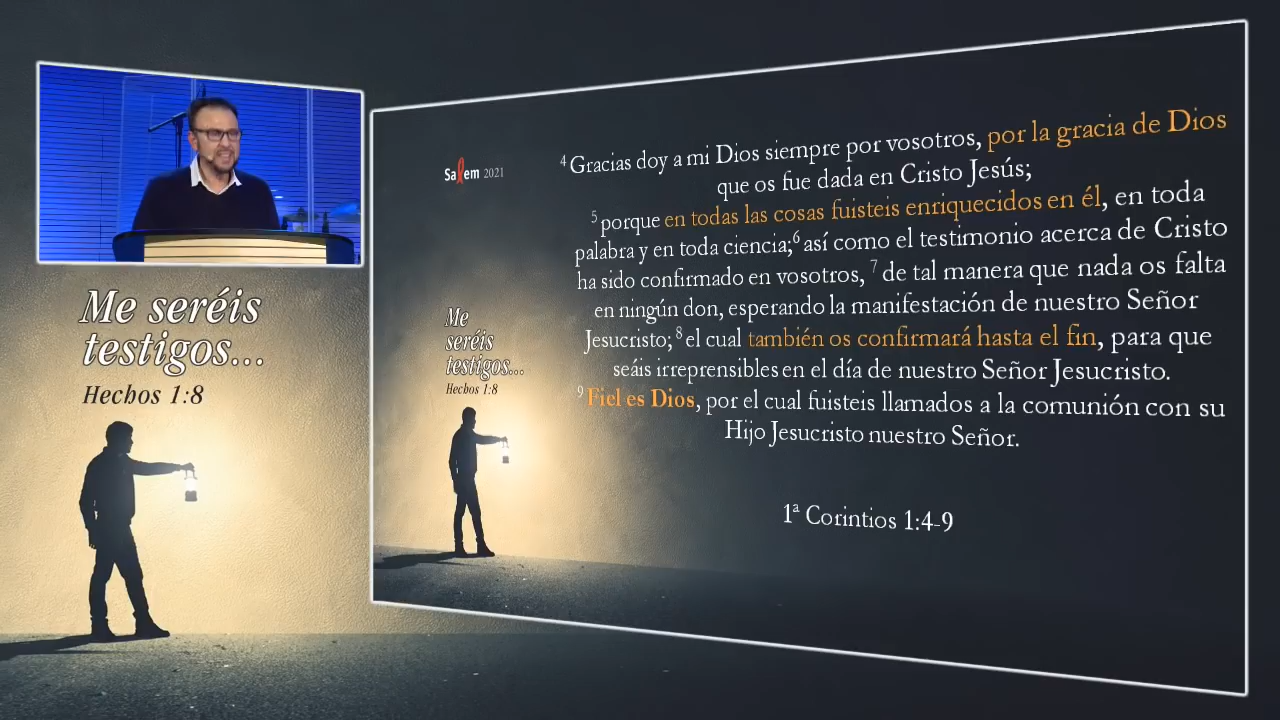 Me seréis
testigos...
Hechos 1:8
Salem 2021
Me
seréis
testigos...
Hechos 1:8
4 Gracias doy a mi Dios siempre por vosotros, por la gracia de Dios
que os fue dada en Cristo Jesús;
5 porque en todas las cosas fuisteis enriquecidos en él, en toda
palabra y en toda ciencia;6 así como el testimonio acerca de Cristo
ha sido confirmado en vosotros, 7 de tal manera que nada os falta
en ningún don, esperando la manifestación de nuestro Señor
Jesucristo; 8 el cual también os confirmará hasta el fin, para que
seáis irreprensibles en el día de nuestro Señor Jesucristo.
9 Fiel es Dios, por el cual fuisteis llamados a la comunión con su
Hijo Jesucristo nuestro Señor.
1ª Corintios 1:4-9